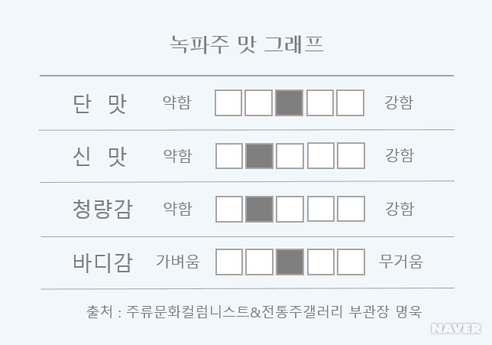 녹파주 맛 그래프
단 맛 약함 강함
신 맛 약함 강함
청량감 약함 강함
바디감 가벼움 무거움
출처 : 주류문화컬럼니스트&전통주갤러리 부관장 명욱
NAVER